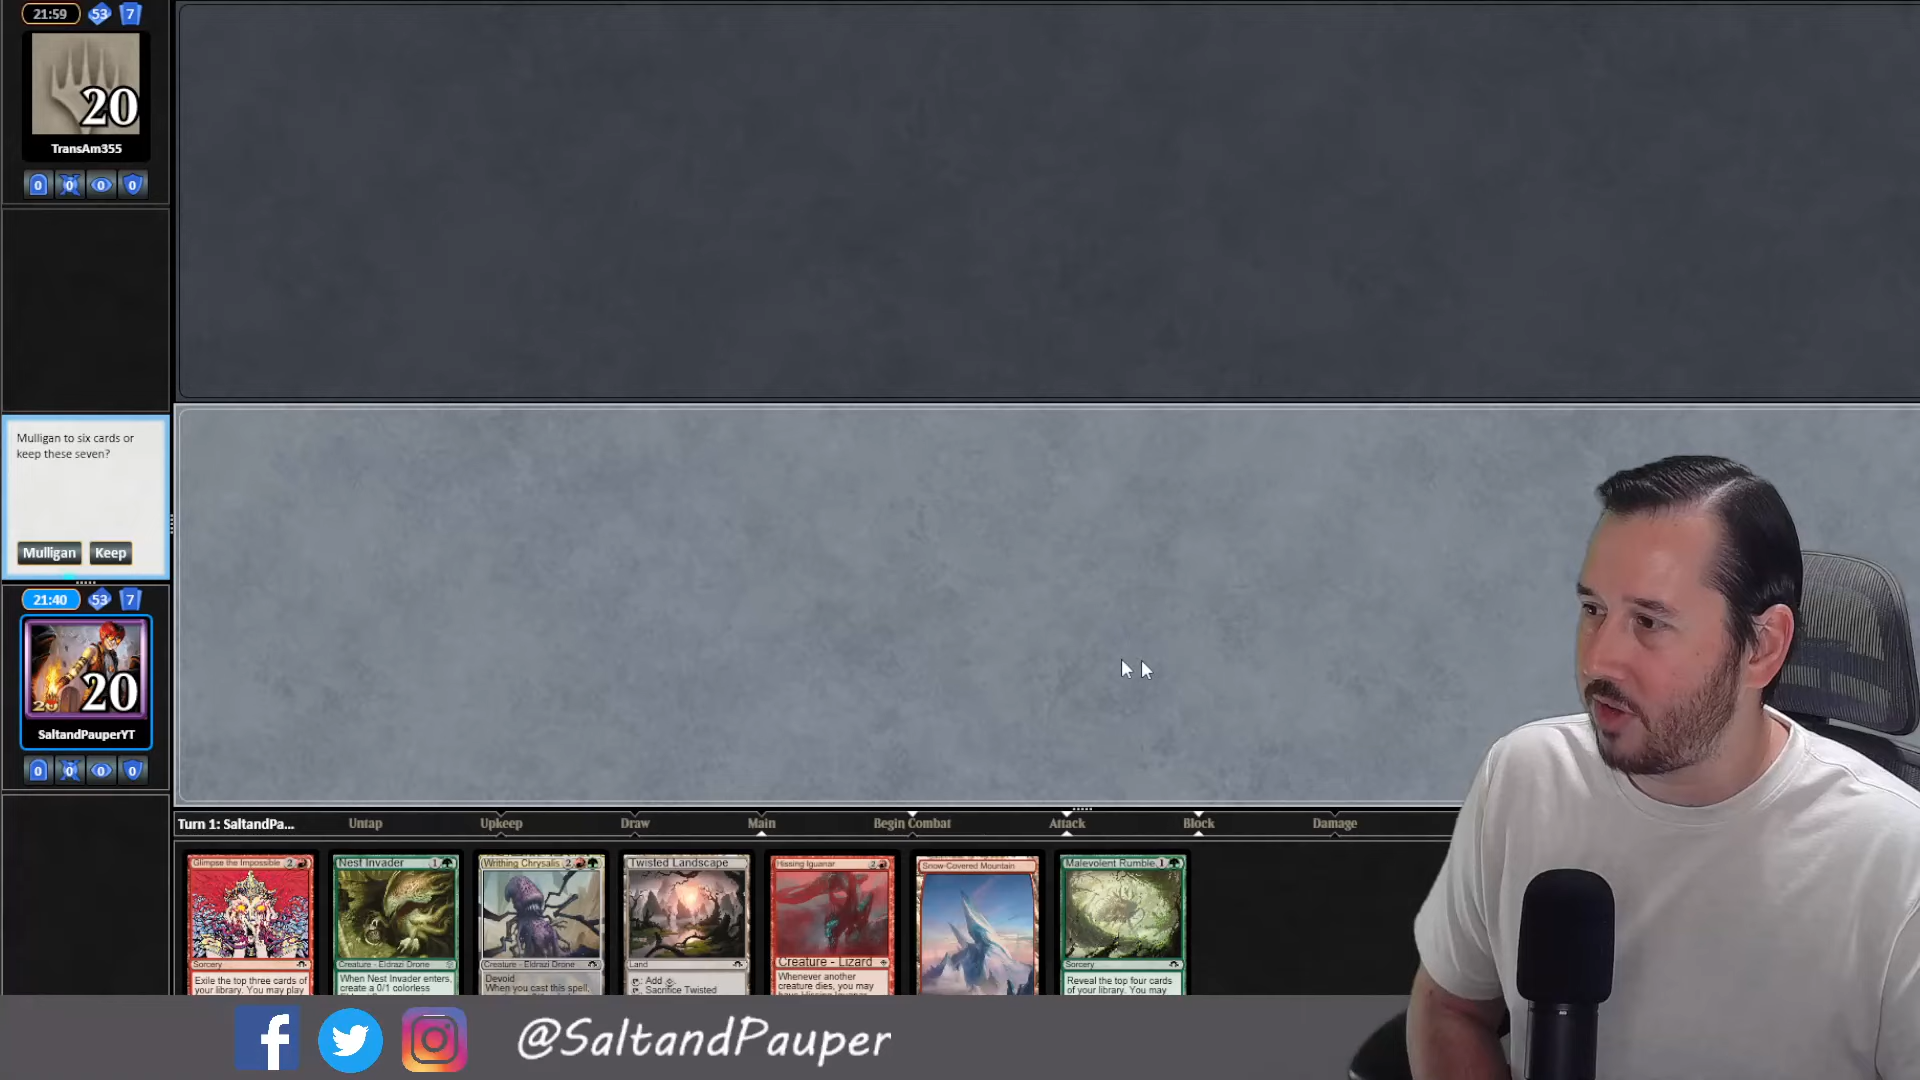 21:59 53 7
20
TransAm355
0 0 0 0
Mulligan to six cards or
keep these seven?
Mulligan Keep
21:40 53 7
20
SaltandPauperYT
0 0 0 0
Turn 1: SaltandPa... Untap Upkeep Draw Main Begin Combat Attack Block Damage
Glimpse the Impossible 2
Sorcery
Exile the top three cards of
your library. You may play
Nest Invader 1
Creature - Eldrazi Drone
When Nest Invader enters,
create a 0/1 colorless
Writhing Chrysalis 2
Creature - Eldrazi Drone
Devoid
When you cast this spell,
Twisted Landscape
Land
: Add
: Sacrifice Twisted
Hissing Iguanar 2
Creature - Lizard
Whenever another
creature dies, you may
Snow-Covered Mountain
Malevolent Rumble 1
Sorcery
Reveal the top four cards
of your library. You may
@SaltandPauper